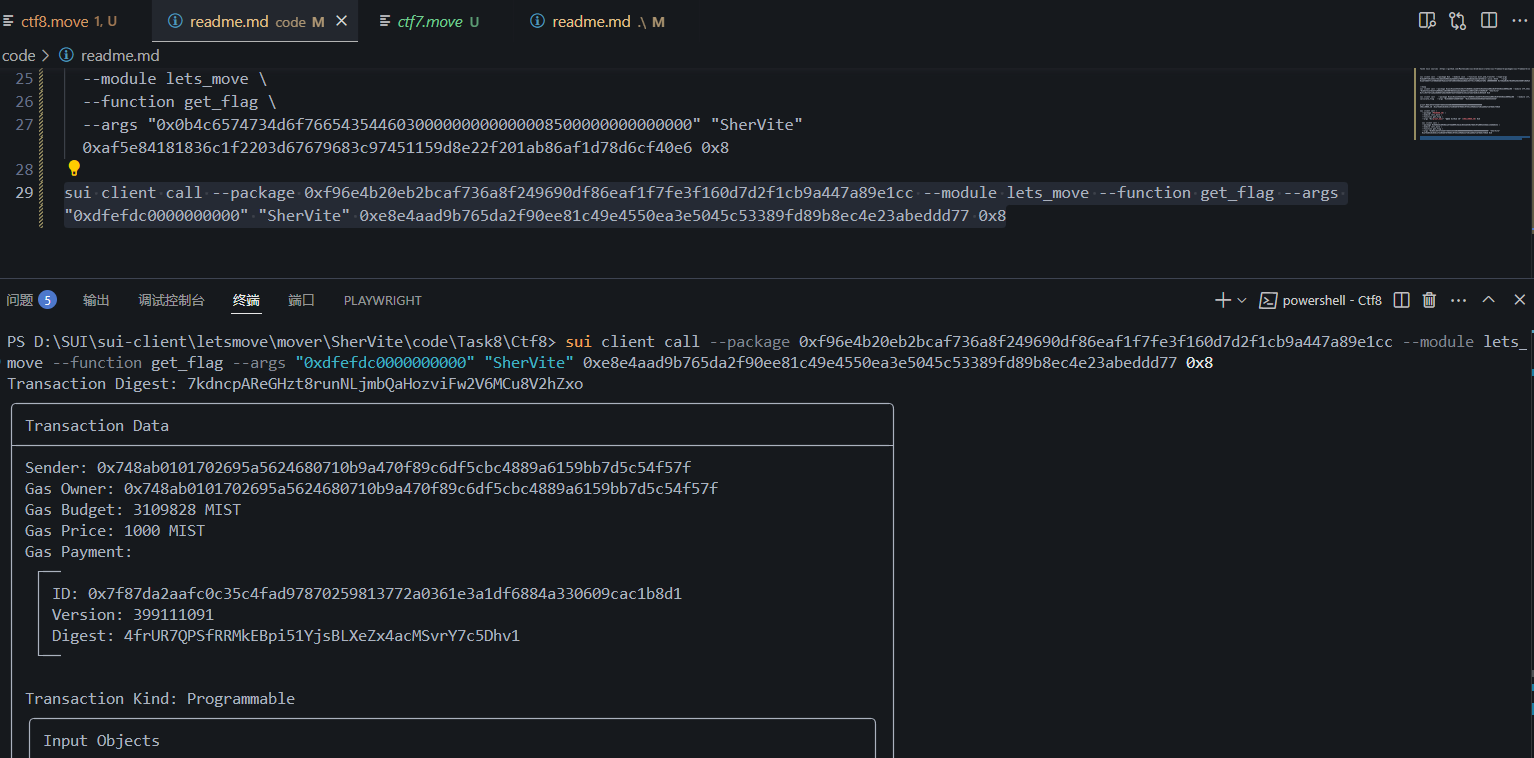 ctf8.move 1, U
readme.md code M
ctf7.move U
readme.md .\ M
code > readme.md
25 --module lets_move \
26 --function get_flag \
27 --args "0x0b4c6574734d6f76654354460300000000000000008500000000000000" "SherVite"
0xaf5e84181836c1f2203d67679683c97451159d8e22f201ab86af1d78d6cf40e6 0x8
28
29 sui client call --package 0xf96e4b20eb2bcaf736a8f249690df86eaf1f7fe3f160d7d2f1cb9a447a89e1cc --module lets_move --function get_flag --args
"0xdfefdc0000000000" "SherVite" 0xe8e4aad9b765da2f90ee81c49e4550ea3e5045c53389fd89b8ec4e23abeddd77 0x8
问题 5 输出 调试控制台 终端 端口 PLAYWRIGHT
powershell - Ctf8
PS D:\SUI\sui-client\letsmove\mover\SherVite\code\Task8\Ctf8> sui client call --package 0xf96e4b20eb2bcaf736a8f249690df86eaf1f7fe3f160d7d2f1cb9a447a89e1cc --module lets_
move --function get_flag --args "0xdfefdc0000000000" "SherVite" 0xe8e4aad9b765da2f90ee81c49e4550ea3e5045c53389fd89b8ec4e23abeddd77 0x8
Transaction Digest: 7kdncpAReGHzt8runNLjmbQaHozviFw2V6MCu8V2hZxo
Transaction Data
Sender: 0x748ab0101702695a5624680710b9a470f89c6df5cbc4889a6159bb7d5c54f57f
Gas Owner: 0x748ab0101702695a5624680710b9a470f89c6df5cbc4889a6159bb7d5c54f57f
Gas Budget: 3109828 MIST
Gas Price: 1000 MIST
Gas Payment:
ID: 0x7f87da2aafc0c35c4fad97870259813772a0361e3a1df6884a330609cac1b8d1
Version: 399111091
Digest: 4frUR7QPSfRRMkEBpi51YjsBLXeZx4acMSvrY7c5Dhv1
Transaction Kind: Programmable
Input Objects